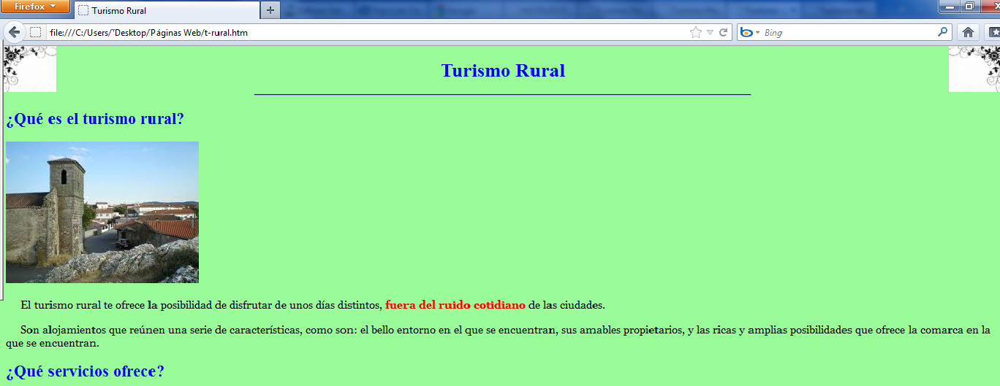 Firefox
Turismo Rural
file:///C:/Users/"Desktop/Páginas Web/t-rural.htm
Bing
Turismo Rural
¿Qué es el turismo rural?
El turismo rural te ofrece la posibilidad de disfrutar de unos días distintos, fuera del ruido cotidiano de las ciudades.
Son alojamientos que reúnen una serie de características, como son: el bello entorno en el que se encuentran, sus amables propietarios, y las ricas y amplias posibilidades que ofrece la comarca en la
que se encuentran.
¿Qué servicios ofrece?